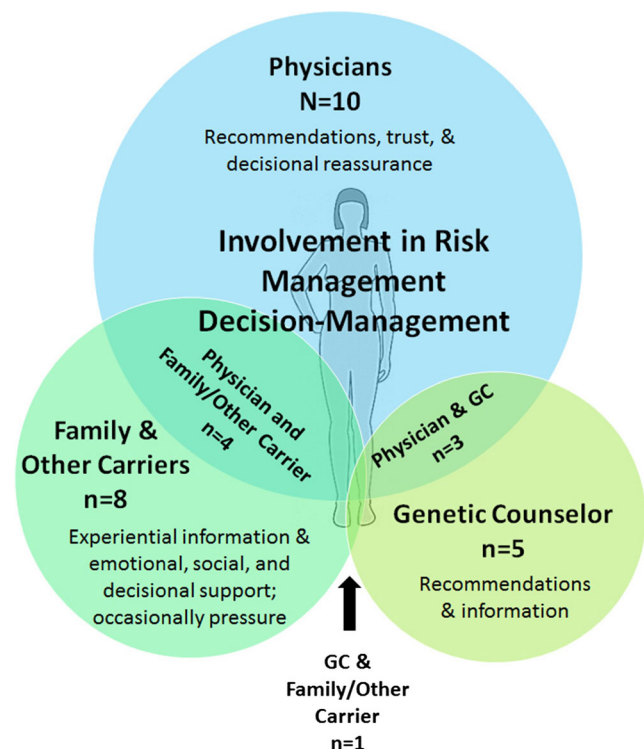 Physicians
N=10
Recommendations, trust, &
decisional reassurance
Involvement in Risk
Management
Decision-Management
Physician and
Family/Other Carrier
n=4
Physician & GC
n=3
Family &
Other Carriers
n=8
Experiential information &
emotional, social, and
decisional support;
occasionally pressure
Genetic Counselor
n=5
Recommendations
& information
GC &
Family/Other
Carrier
n=1